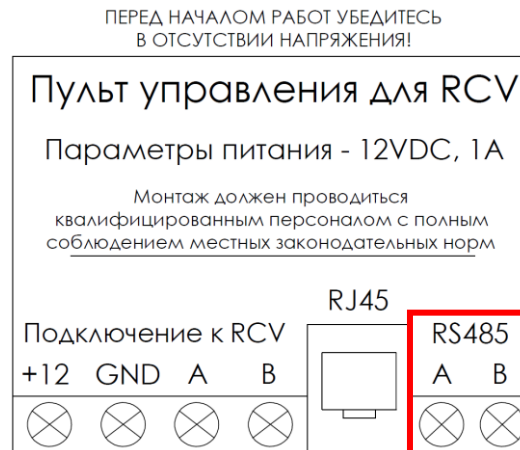 ПЕРЕД НАЧАЛОМ РАБОТ УБЕДИТЕСЬ
В ОТСУТСТВИИ НАПРЯЖЕНИЯ!
Пульт управления для RCV
Параметры питания - 12VDC, 1A
Монтаж должен проводиться
квалифицированным персоналом с полным
соблюдением местных законодательных норм
RJ45
Подключение к RCV
RS485
+12 GND A B
A B